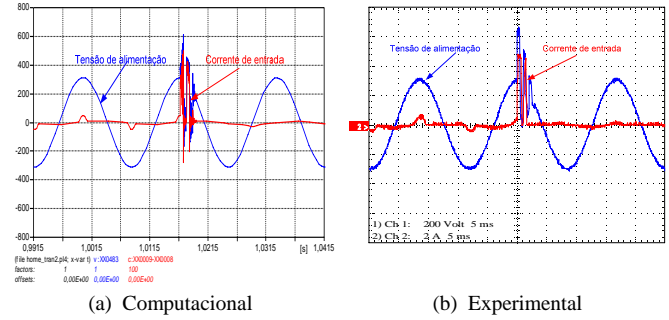 800
600
400
200
0
-200
-400
-600
-800
Tensão de alimentação
Corrente de entrada
0,9915 1,0015 1,0115 1,0215 1,0315 1,0415
[s]
(file home_tran2.pl4; x-var t) v:XX0483 c:XX0009-XX0008
factors: 1 1 100
offsets: 0,00E+00 0,00E+00 0,00E+00
(a) Computacional
Tensão de alimentação
Corrente de entrada
1) Ch 1: 200 Volt 5 ms
2) Ch 2: 2 A 5 ms
(b) Experimental